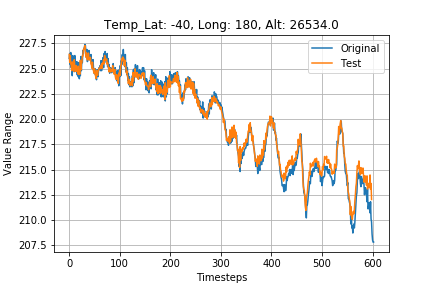 Temp_Lat: -40, Long: 180, Alt: 26534.0
227.5
225.0
222.5
220.0
217.5
215.0
212.5
210.0
207.5
Value Range
Original
Test
0 100 200 300 400 500 600
Timesteps